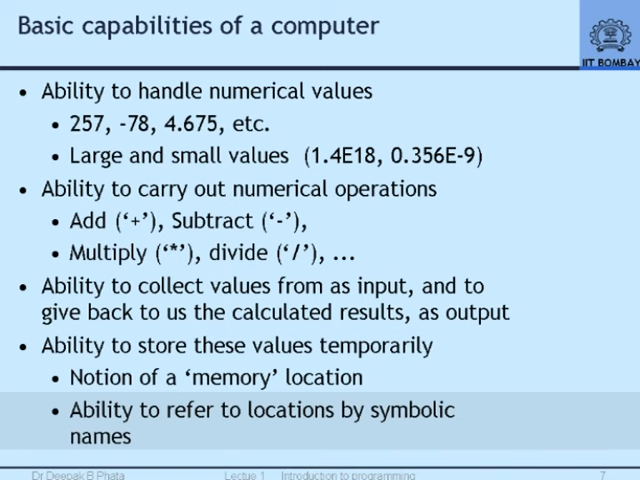 Basic capabilities of a computer
IIT BOMBAY
• Ability to handle numerical values
• 257, -78, 4.675, etc.
• Large and small values (1.4E18, 0.356E-9)
• Ability to carry out numerical operations
• Add (‘+’), Subtract (‘-’),
• Multiply (‘*’), divide (‘/’), ...
• Ability to collect values from as input, and to
give back to us the calculated results, as output
• Ability to store these values temporarily
• Notion of a ‘memory’ location
• Ability to refer to locations by symbolic
names
Dr Deepak B Phata Lectue 1 Introduction to programming 7